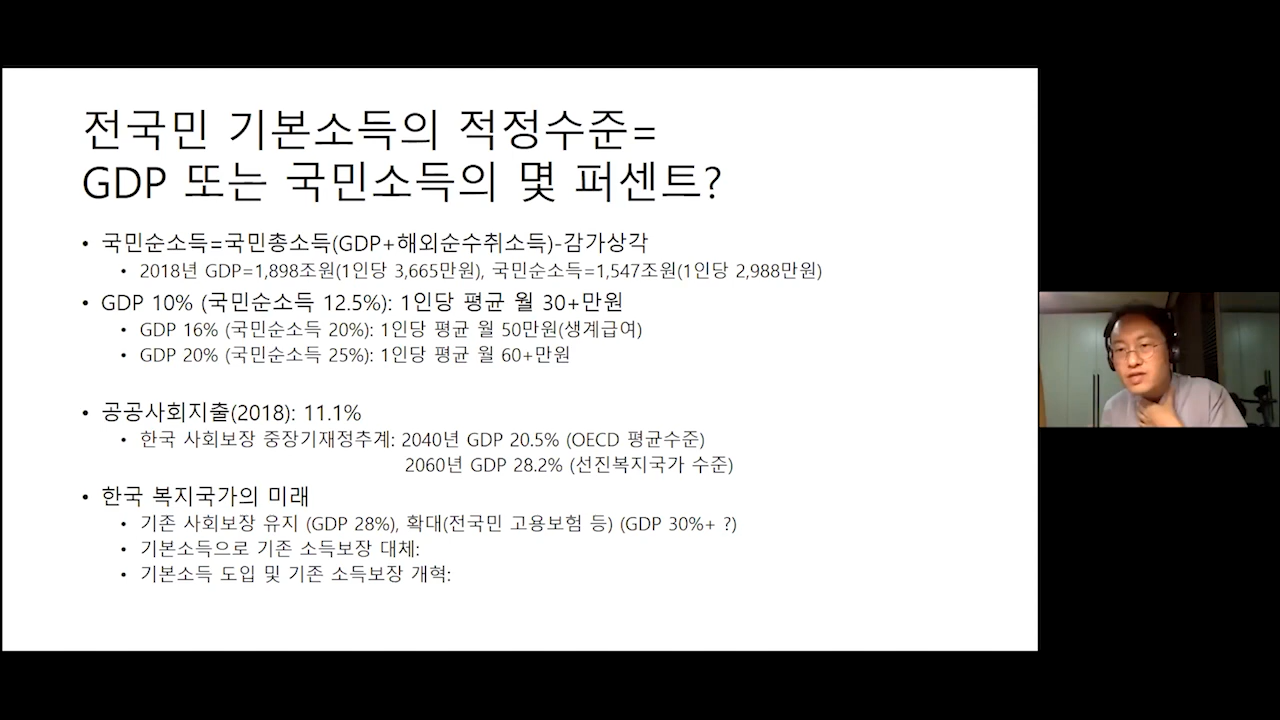 전국민 기본소득의 적정수준=
GDP 또는 국민소득의 몇 퍼센트?
• 국민순소득=국민총소득(GDP+해외순수취소득)-감가상각
• 2018년 GDP=1,898조원(1인당 3,665만원), 국민순소득=1,547조원(1인당 2,988만원)
• GDP 10% (국민순소득 12.5%): 1인당 평균 월 30+만원
• GDP 16% (국민순소득 20%): 1인당 평균 월 50만원(생계급여)
• GDP 20% (국민순소득 25%): 1인당 평균 월 60+만원
• 공공사회지출(2018): 11.1%
• 한국 사회보장 중장기재정추계: 2040년 GDP 20.5% (OECD 평균수준)
2060년 GDP 28.2% (선진복지국가 수준)
• 한국 복지국가의 미래
• 기존 사회보장 유지 (GDP 28%), 확대(전국민 고용보험 등) (GDP 30%+ ?)
• 기본소득으로 기존 소득보장 대체:
• 기본소득 도입 및 기존 소득보장 개혁: